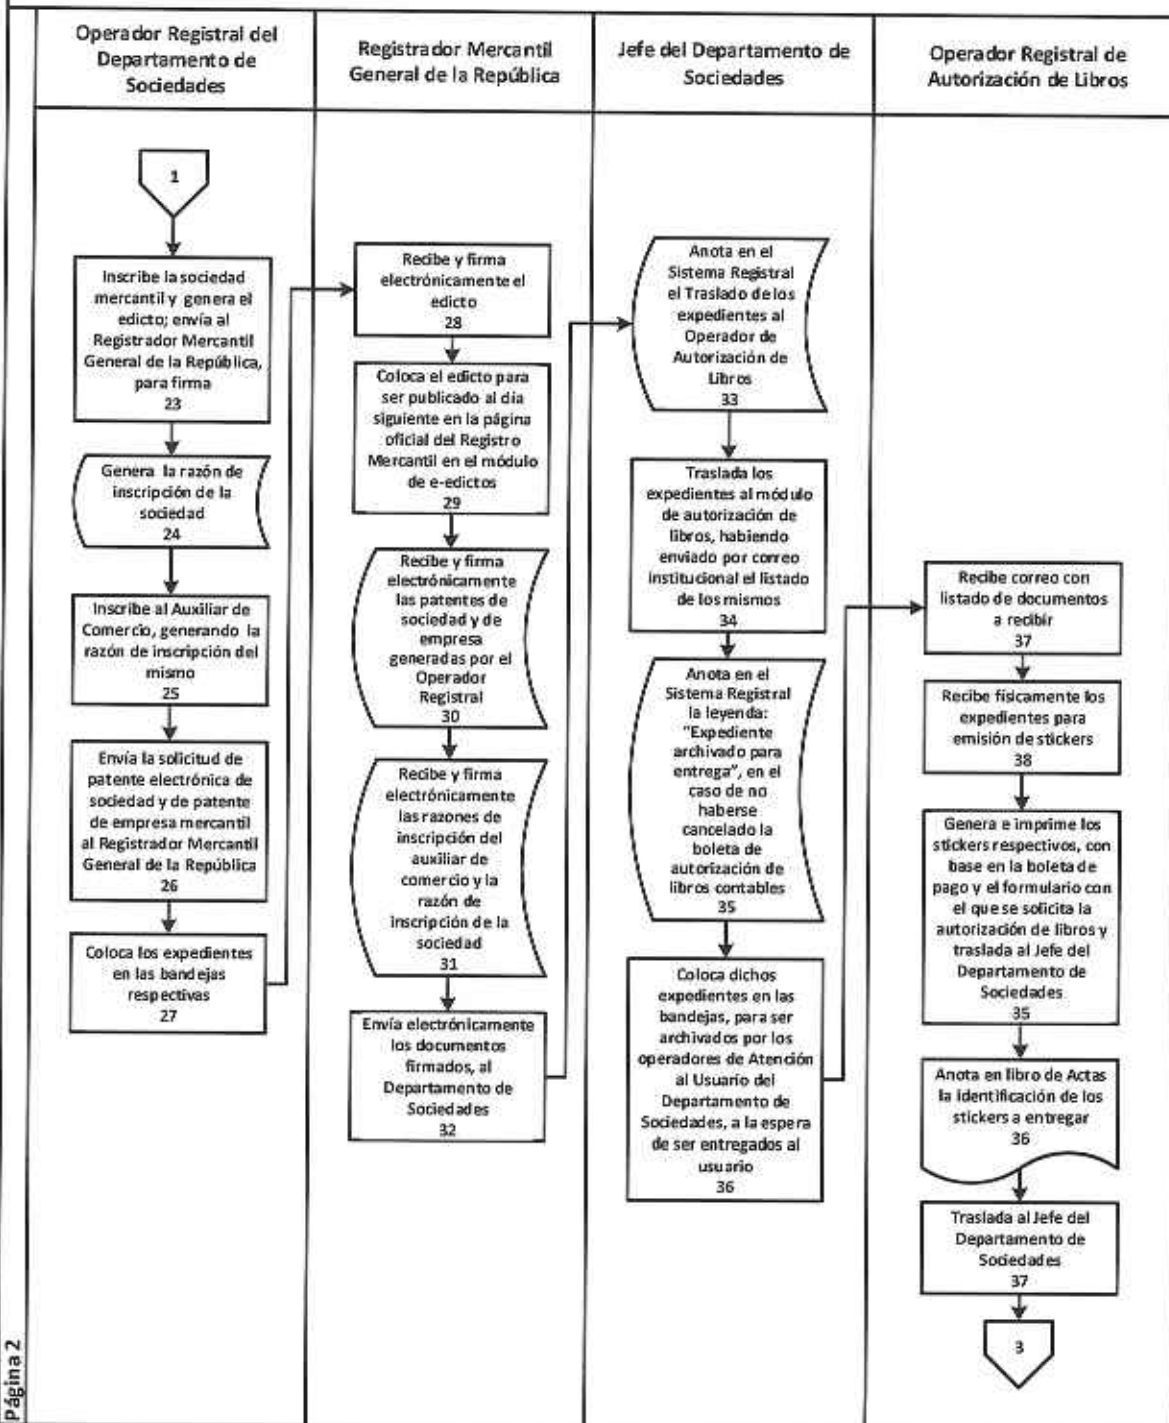 Operador Registral del
Departamento de
Sociedades
Registrador Mercantil
General de la República
Jefe del Departamento de
Sociedades
Operador Registral de
Autorización de Libros
1
Inscribe la sociedad
mercantil y genera el
edicto; envía al
Registrador Mercantil
General de la República,
para firma
23
Genera la razón de
inscripción de la
sociedad
24
Inscribe al Auxiliar de
Comercio, generando la
razón de inscripción del
mismo
25
Envía la solicitud de
patente electrónica de
sociedad y de patente
de empresa mercantil
al Registrador Mercantil
General de la República
26
Coloca los expedientes
en las bandejas
respectivas
27
Recibe y firma
electrónicamente el
edicto
28
Coloca el edicto para
ser publicado al día
siguiente en la página
oficial del Registro
Mercantil en el módulo
de e-edictos
29
Recibe y firma
electrónicamente
las patentes de
sociedad y de
empresa
generadas por el
Operador
Registral
30
Recibe y firma
electrónicamente
las razones de
inscripción del
auxiliar de
comercio y la
razón de
inscripción de la
sociedad
31
Envía electrónicamente
los documentos
firmados, al
Departamento de
Sociedades
32
Anota en el
Sistema Registral
el Traslado de los
expedientes al
Operador de
Autorización de
Libros
33
Traslada los
expedientes al módulo
de autorización de
libros, habiendo
enviado por correo
institucional el listado
de los mismos
34
Anota en el
Sistema Registral
la leyenda:
"Expediente
archivado para
entrega", en el
caso de no
haberse
cancelado la
boleta de
autorización de
libros contables
35
Coloca dichos
expedientes en las
bandejas, para ser
archivados por los
operadores de Atención
al Usuario del
Departamento de
Sociedades, a la espera
de ser entregados al
usuario
36
Recibe correo con
listado de documentos
a recibir
37
Recibe físicamente los
expedientes para
emisión de stickers
38
Genera e imprime los
stickers respectivos, con
base en la boleta de
pago y el formulario con
el que se solicita la
autorización de libros y
traslada al Jefe del
Departamento de
Sociedades
35
Anota en libro de Actas
la identificación de los
stickers a entregar
36
Traslada al Jefe del
Departamento de
Sociedades
37
3
Página 2